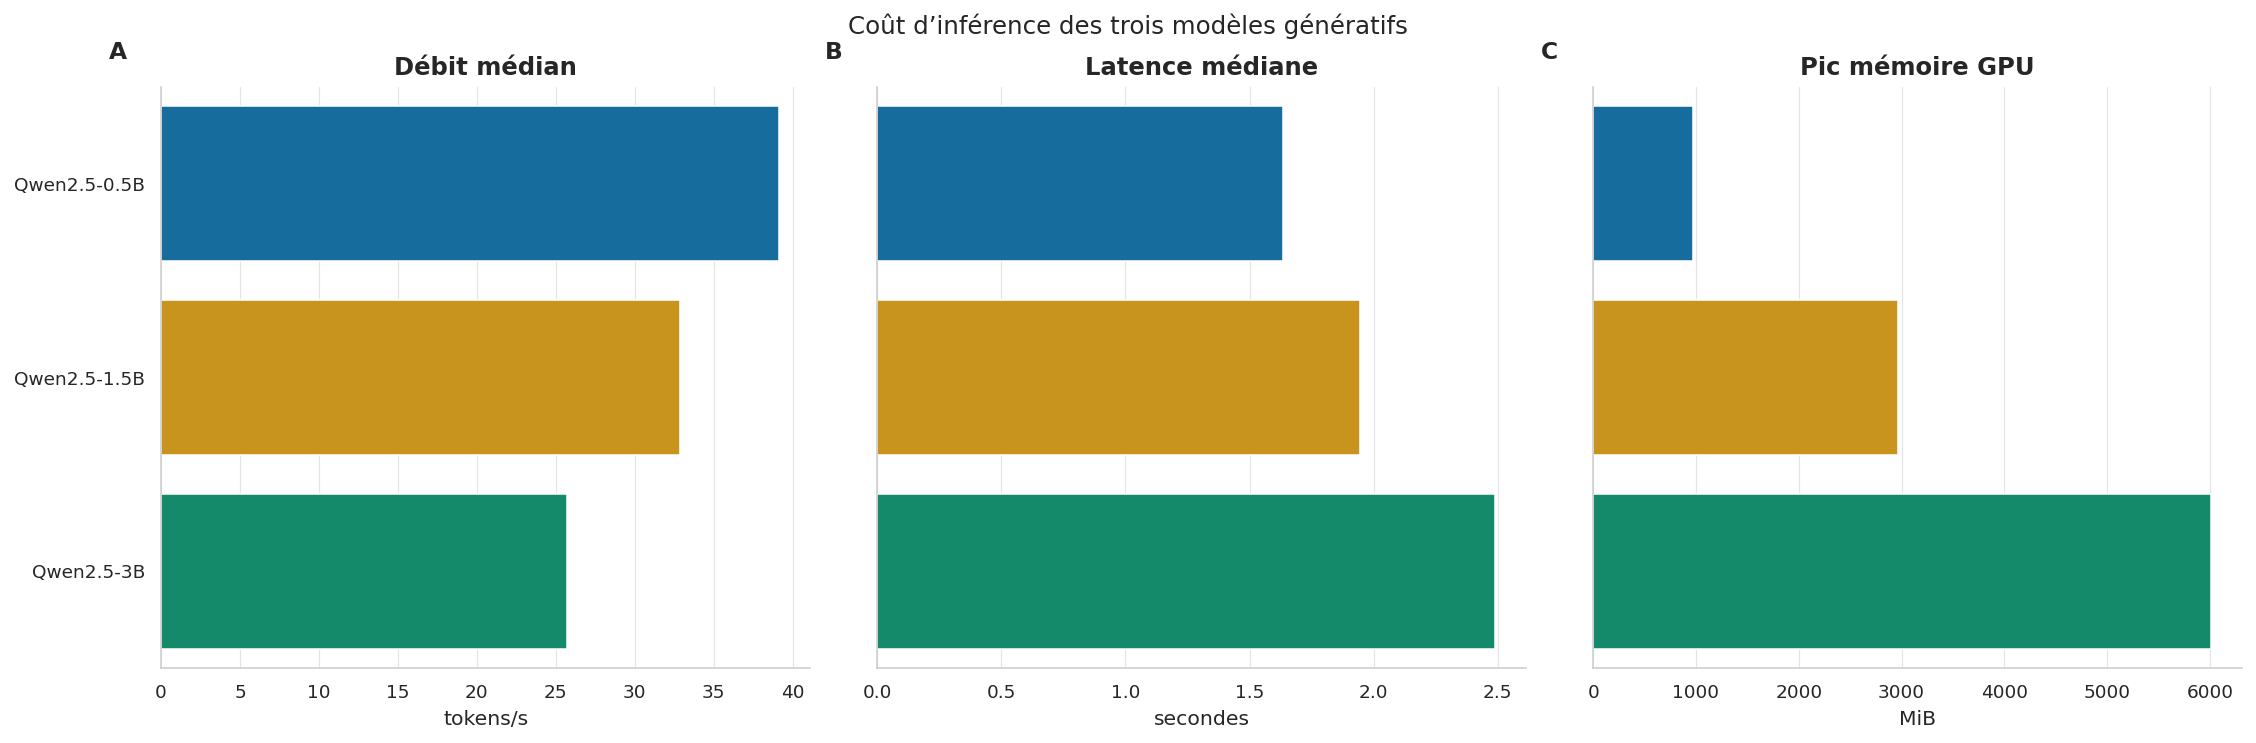 Coût d’inférence des trois modèles génératifs
A
Débit médian
Qwen2.5-0.5B
Qwen2.5-1.5B
Qwen2.5-3B
0 5 10 15 20 25 30 35 40
tokens/s
B
Latence médiane
0.0 0.5 1.0 1.5 2.0 2.5
secondes
C
Pic mémoire GPU
0 1000 2000 3000 4000 5000 6000
MiB